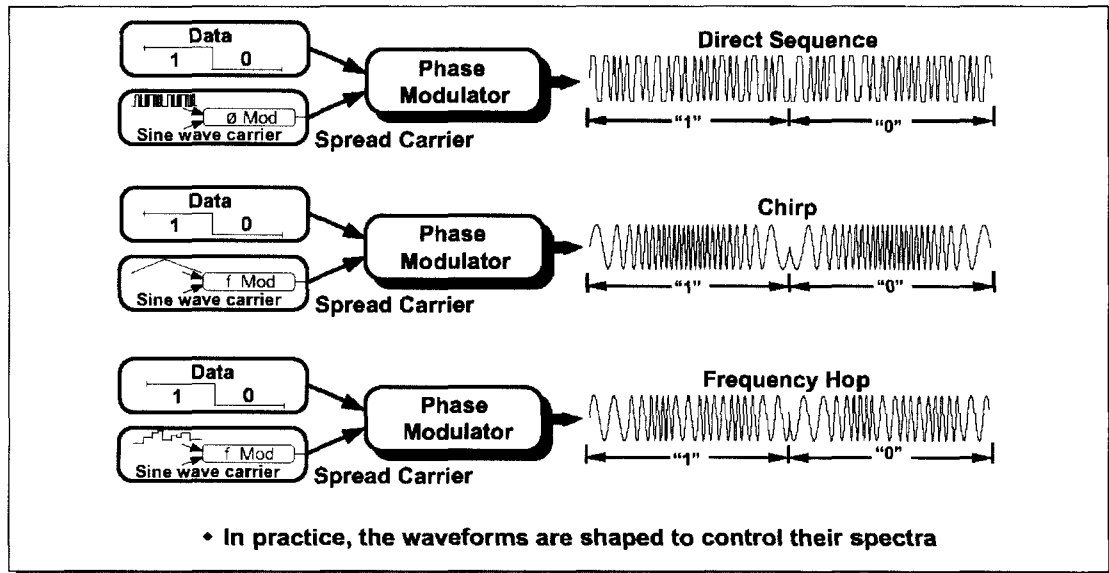 Data
1 0
ø Mod
Sine wave carrier
Spread Carrier
Phase
Modulator
Direct Sequence
"1" "0"
Data
1 0
f Mod
Sine wave carrier
Spread Carrier
Phase
Modulator
Chirp
"1" "0"
Data
1 0
f Mod
Sine wave carrier
Spread Carrier
Phase
Modulator
Frequency Hop
"1" "0"
• In practice, the waveforms are shaped to control their spectra